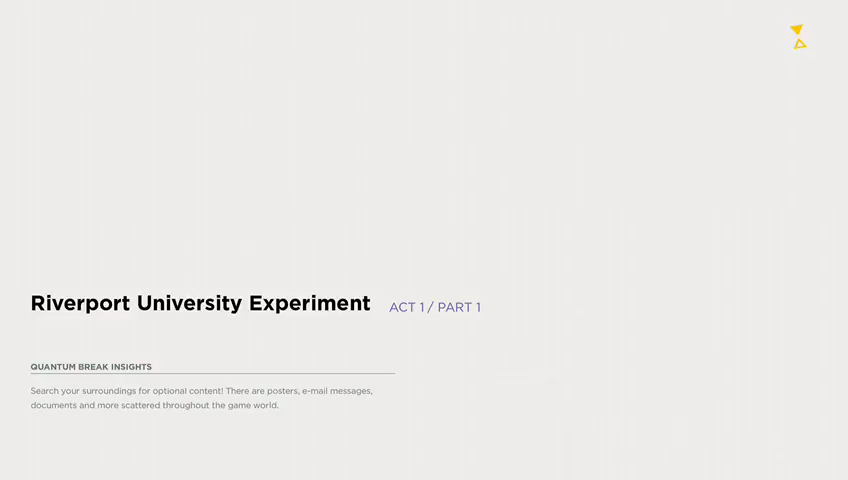 Riverport University Experiment ACT 1 / PART 1
QUANTUM BREAK INSIGHTS
Search your surroundings for optional content! There are posters, e-mail messages,
documents and more scattered throughout the game world.